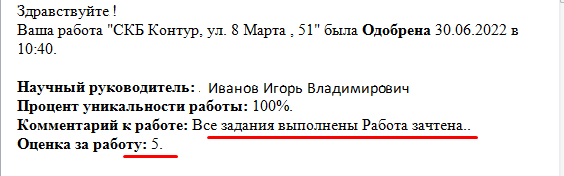 Здравствуйте !
Ваша работа "СКБ Контур, ул. 8 Марта , 51" была Одобрена 30.06.2022 в
10:40.
Научный руководитель: . Иванов Игорь Владимирович
Процент уникальности работы: 100%.
Комментарий к работе: Все задания выполнены Работа зачтена..
Оценка за работу: 5.